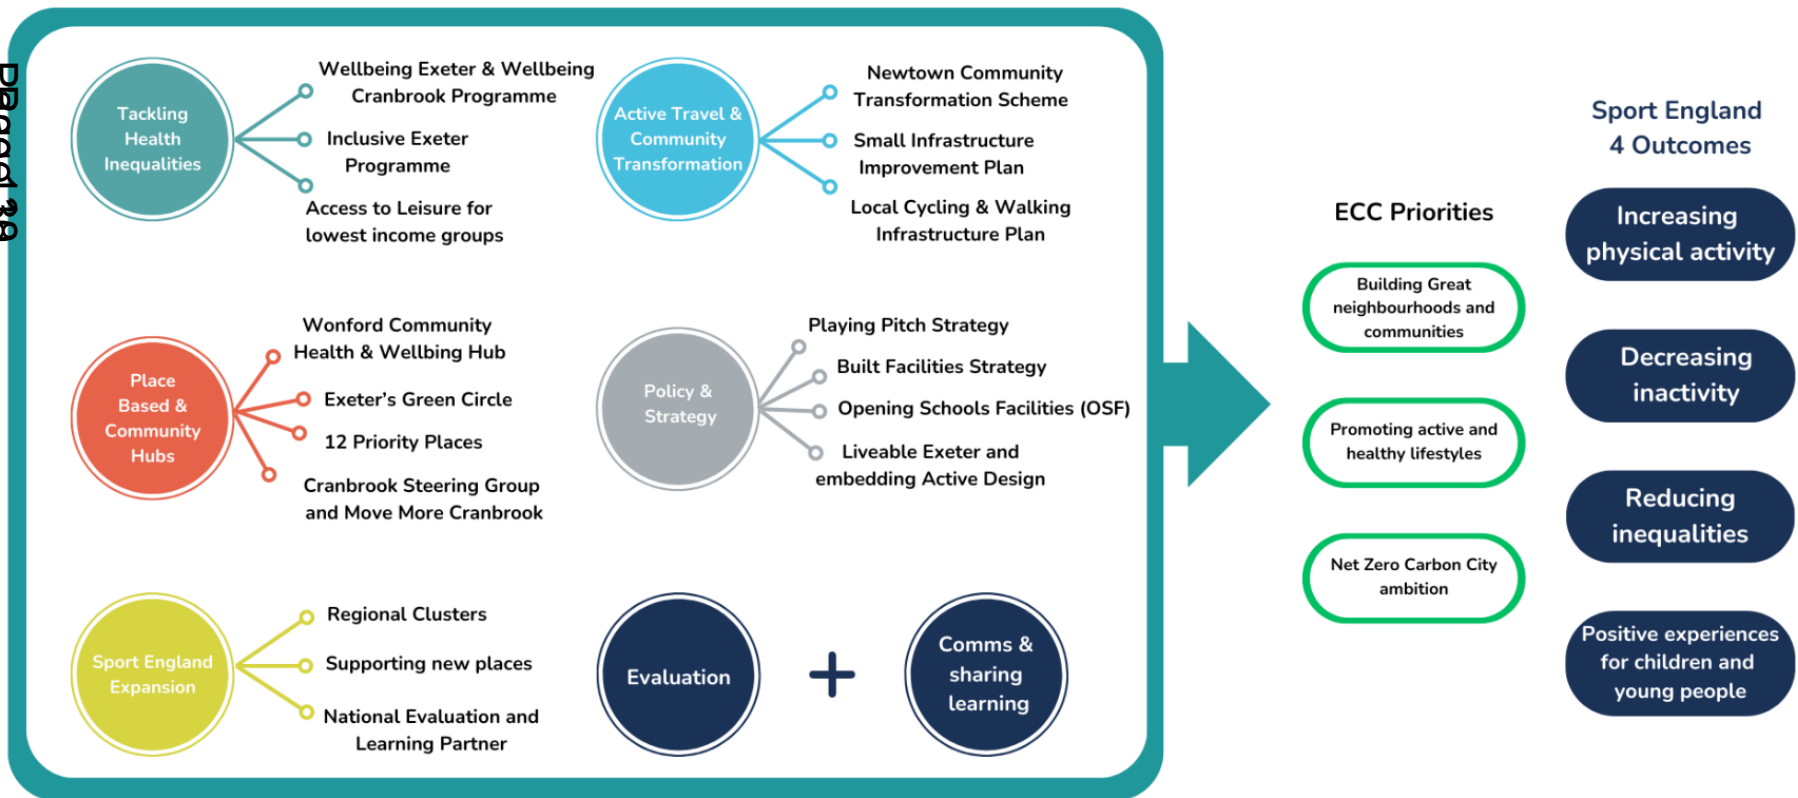 Tackling
Health
Inequalities
Wellbeing Exeter & Wellbeing
Cranbrook Programme
Inclusive Exeter
Programme
Access to Leisure for
lowest income groups
Active Travel &
Community
Transformation
Newtown Community
Transformation Scheme
Small Infrastructure
Improvement Plan
Local Cycling & Walking
Infrastructure Plan
Place
Based &
Community
Hubs
Wonford Community
Health & Wellbing Hub
Exeter's Green Circle
12 Priority Places
Cranbrook Steering Group
and Move More Cranbrook
Policy &
Strategy
Playing Pitch Strategy
Built Facilities Strategy
Opening Schools Facilities (OSF)
Liveable Exeter and
embedding Active Design
Sport England
Expansion
Regional Clusters
Supporting new places
National Evaluation and
Learning Partner
Evaluation
+
Comms &
sharing
learning
ECC Priorities
Building Great
neighbourhoods and
communities
Promoting active and
healthy lifestyles
Net Zero Carbon City
ambition
Sport England
4 Outcomes
Increasing
physical activity
Decreasing
inactivity
Reducing
inequalities
Positive experiences
for children and
young people